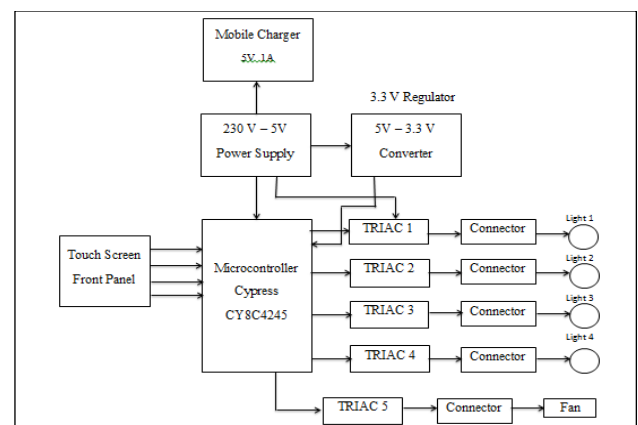 Mobile Charger
5V 1A
3.3 V Regulator
230 V – 5V
Power Supply
5V – 3.3 V
Converter
Touch Screen
Front Panel
Microcontroller
Cypress
CY8C4245
TRIAC 1
Connector
Light 1
TRIAC 2
Connector
Light 2
TRIAC 3
Connector
Light 3
TRIAC 4
Connector
Light 4
TRIAC 5
Connector
Fan